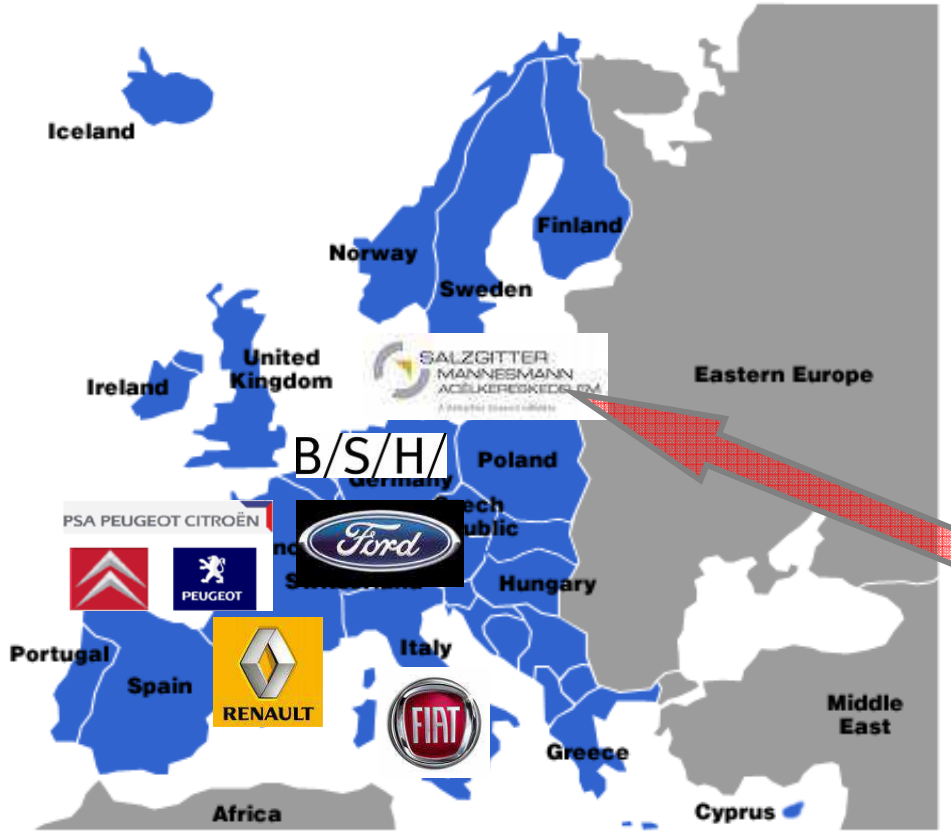 Iceland
Norway
Finland
Sweden
United
Kingdom
Ireland
SALZGITTER
MANNESMANN
ACÉLKERESKEDELEM
Eastern Europe
B/S/H/
Germany
Poland
PSA PEUGEOT CITROËN
Ford
PEUGEOT
Hungary
Portugal
Italy
Spain
RENAULT
FIAT
Middle
East
Greece
Africa
Cyprus